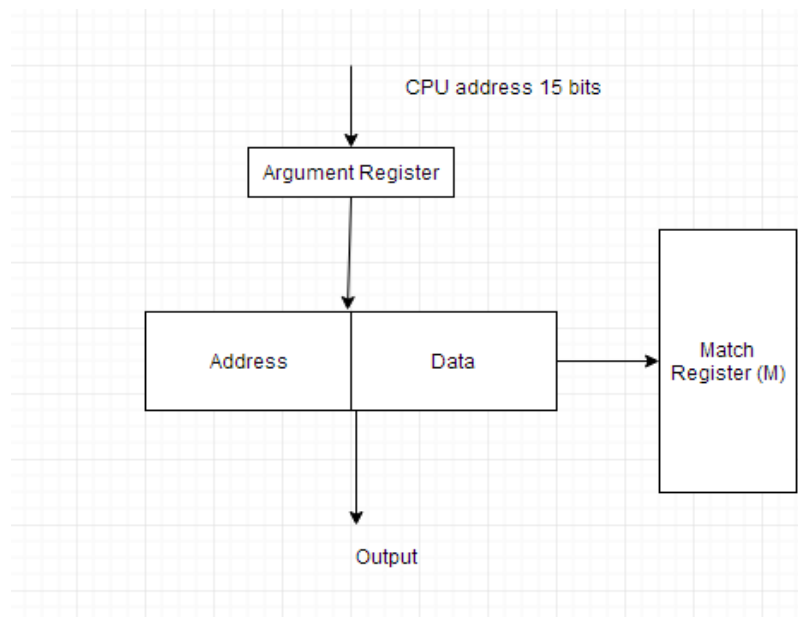 CPU address 15 bits
Argument Register
Address
Data
Match
Register (M)
Output